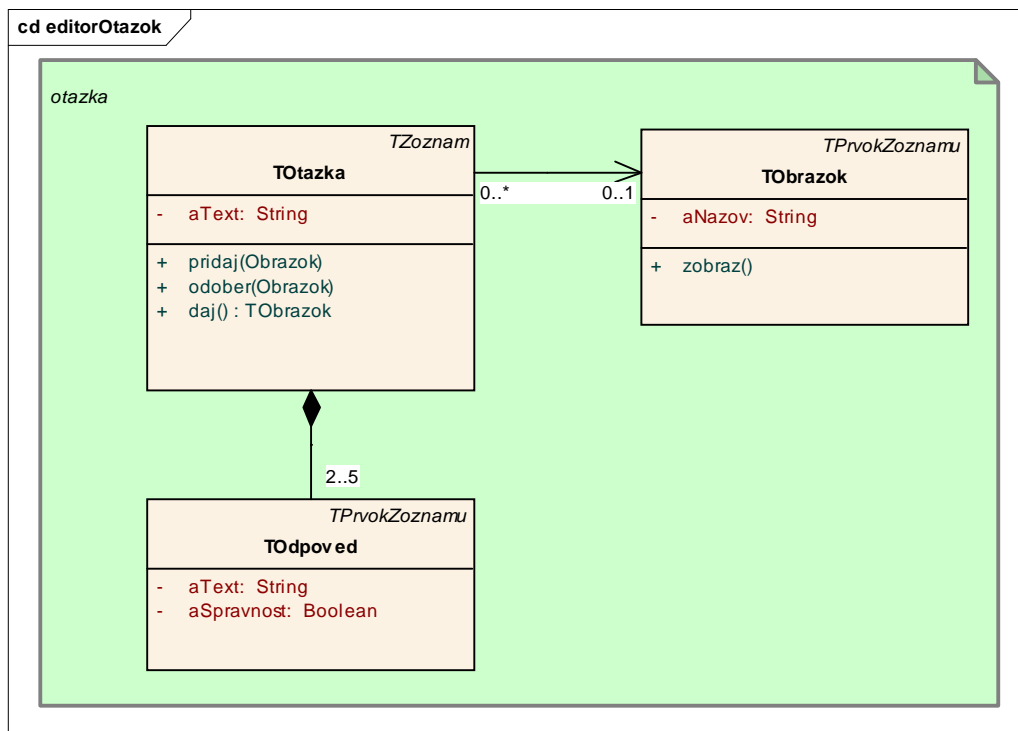 cd editorOtazok
otazka
TZoznam
TOtazka
- aText: String
+ pridaj(Obrazok)
+ odober(Obrazok)
+ daj() : TObrazok
0..*
0..1
TPrvokZoznamu
TObrazok
- aNazov: String
+ zobraz()
2..5
TPrvokZoznamu
TOdpoved
- aText: String
- aSpravnost: Boolean